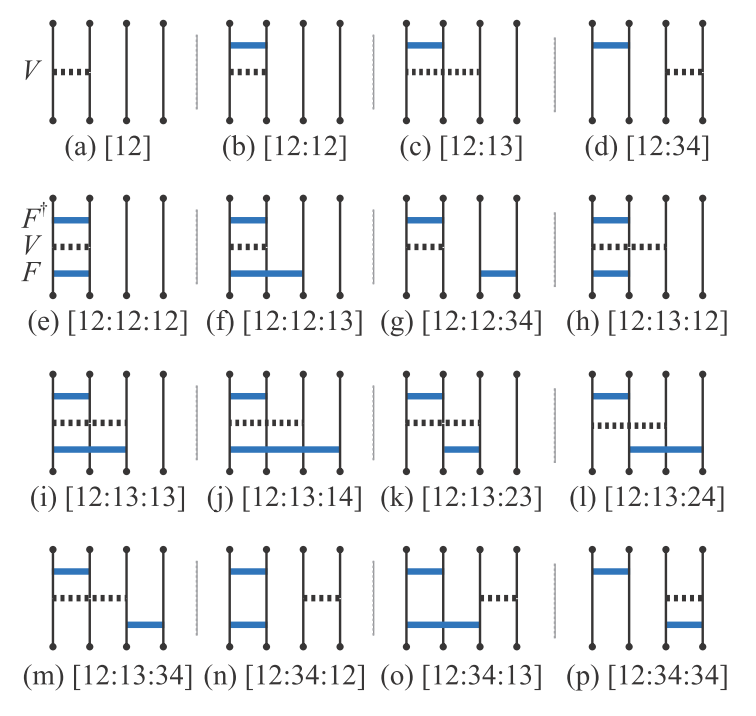 V
(a) [12] (b) [12:12] (c) [12:13] (d) [12:34]
F†
V
F
(e) [12:12:12] (f) [12:12:13] (g) [12:12:34] (h) [12:13:12]
(i) [12:13:13] (j) [12:13:14] (k) [12:13:23] (l) [12:13:24]
(m) [12:13:34] (n) [12:34:12] (o) [12:34:13] (p) [12:34:34]